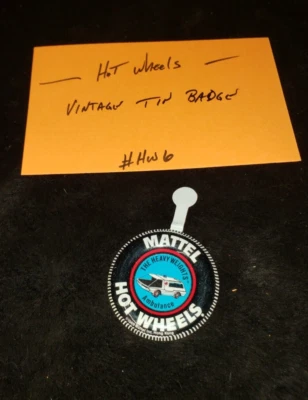 — Hot Wheels —
Vintage Tin Badge
#HW6
MATTEL
THE HEAVYWEIGHTS
Ambulance
HOT WHEELS